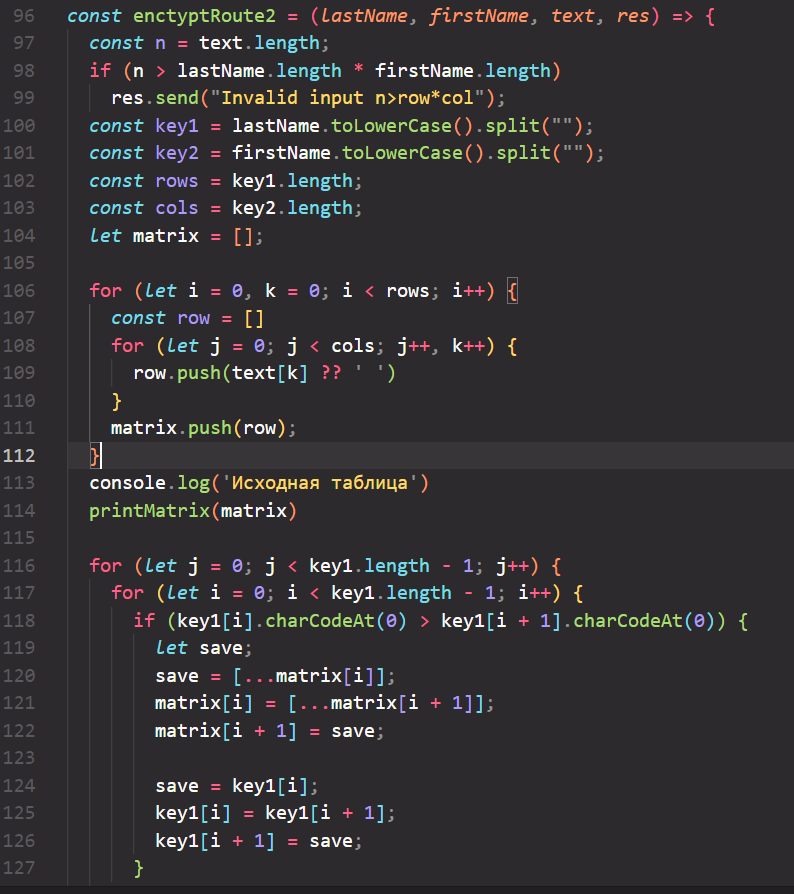 96 const enctyptRoute2 = (lastName, firstName, text, res) => {
97 const n = text.length;
98 if (n > lastName.length * firstName.length)
99 res.send("Invalid input n>row*col");
100 const key1 = lastName.toLowerCase().split("");
101 const key2 = firstName.toLowerCase().split("");
102 const rows = key1.length;
103 const cols = key2.length;
104 let matrix = [];
105
106 for (let i = 0, k = 0; i < rows; i++) {
107 const row = []
108 for (let j = 0; j < cols; j++, k++) {
109 row.push(text[k] ?? ' ')
110 }
111 matrix.push(row);
112 }
113 console.log('Исходная таблица')
114 printMatrix(matrix)
115
116 for (let j = 0; j < key1.length - 1; j++) {
117 for (let i = 0; i < key1.length - 1; i++) {
118 if (key1[i].charCodeAt(0) > key1[i + 1].charCodeAt(0)) {
119 let save;
120 save = [...matrix[i]];
121 matrix[i] = [...matrix[i + 1]];
122 matrix[i + 1] = save;
123
124 save = key1[i];
125 key1[i] = key1[i + 1];
126 key1[i + 1] = save;
127 }